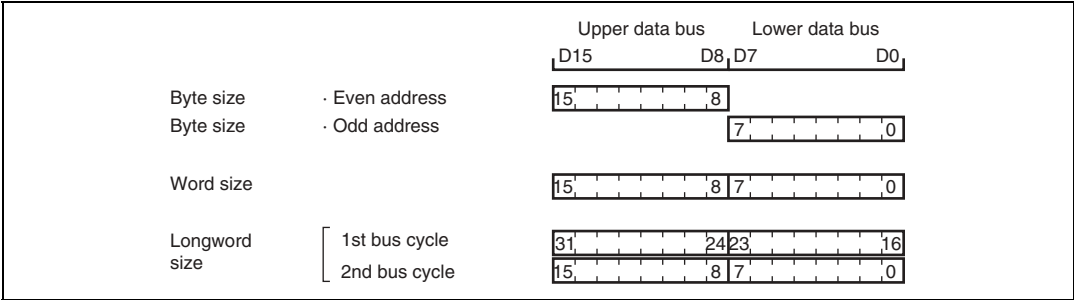 Upper data bus Lower data bus
D15 D8 D7 D0
Byte size · Even address 15 8
Byte size · Odd address 7 0
Word size 15 8 7 0
Longword size 1st bus cycle 31 24 23 16
2nd bus cycle 15 8 7 0